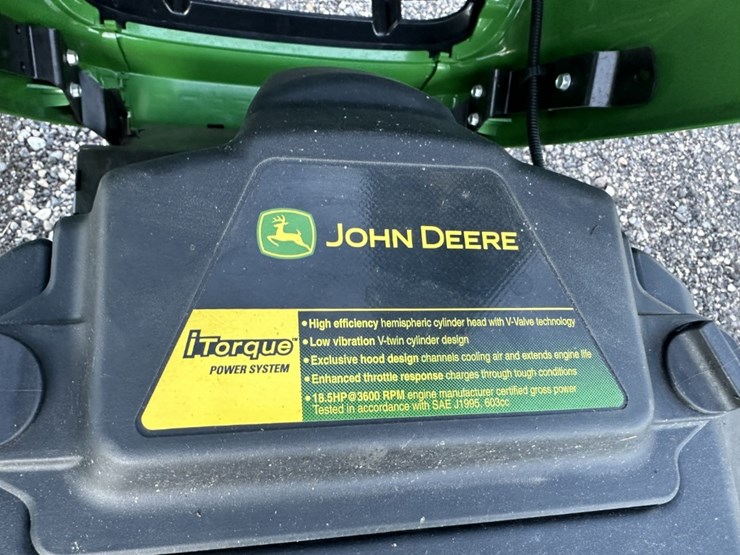 JOHN DEERE
iTorque™
POWER SYSTEM
• High efficiency hemispheric cylinder head with V-Valve technology
• Low vibration V-twin cylinder design
• Exclusive hood design channels cooling air and extends engine life
• Enhanced throttle response charges through tough conditions
• 18.5HP@3600 RPM engine manufacturer certified gross power
Tested in accordance with SAE J1995, 603cc